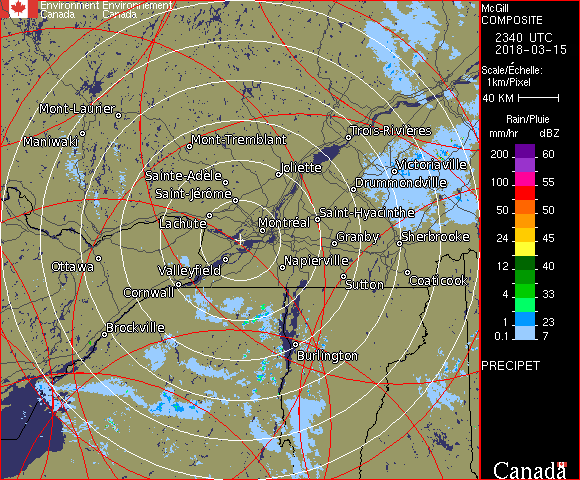 Environment Environnement
Canada Canada
McGill
COMPOSITE
2340 UTC
2018-03-15
Scale/Échelle:
1km/Pixel
40 KM
Rain/Pluie
mm/hr dBZ
200 60
150 55
100 55
50 50
24 45
12 40
4 33
1 23
0.1 7
PRECIPET
Canada
Mont-Laurier
Maniwaki
Mont-Tremblant
Trois-Rivières
Victoriaville
Sainte-Adèle
Joliette
Drummondville
Saint-Jérôme
Saint-Hyacinthe
Lachute
Montréal
Granby
Sherbrooke
Ottawa
Valleyfield
Napierville
Sutton
Coaticook
Cornwall
Brockville
Burlington